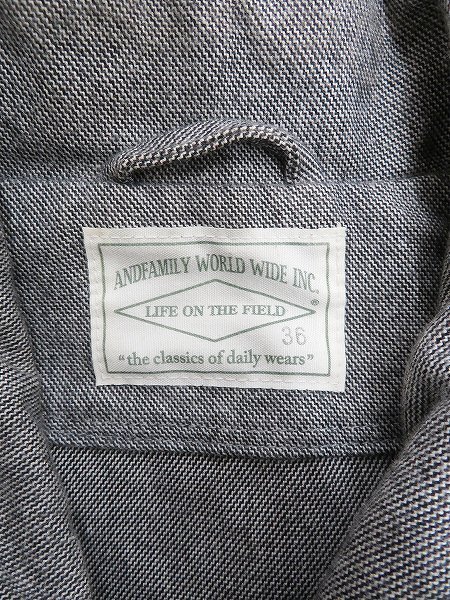 ANDFAMILY WORLD WIDE INC.
LIFE ON THE FIELD
®
36
"the classics of daily wears"